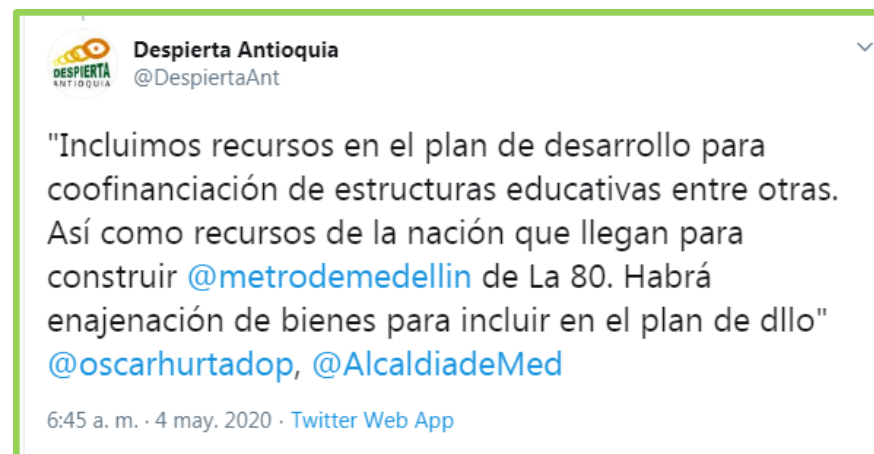 DESPIERTA
ANTIOQUIA
Despierta Antioquia
@DespiertaAnt
"Incluimos recursos en el plan de desarrollo para
coofinanciación de estructuras educativas entre otras.
Así como recursos de la nación que llegan para
construir @metrodemedellin de La 80. Habrá
enajenación de bienes para incluir en el plan de dllo"
@oscarhurtadop, @AlcaldiadeMed
6:45 a. m. · 4 may. 2020 · Twitter Web App